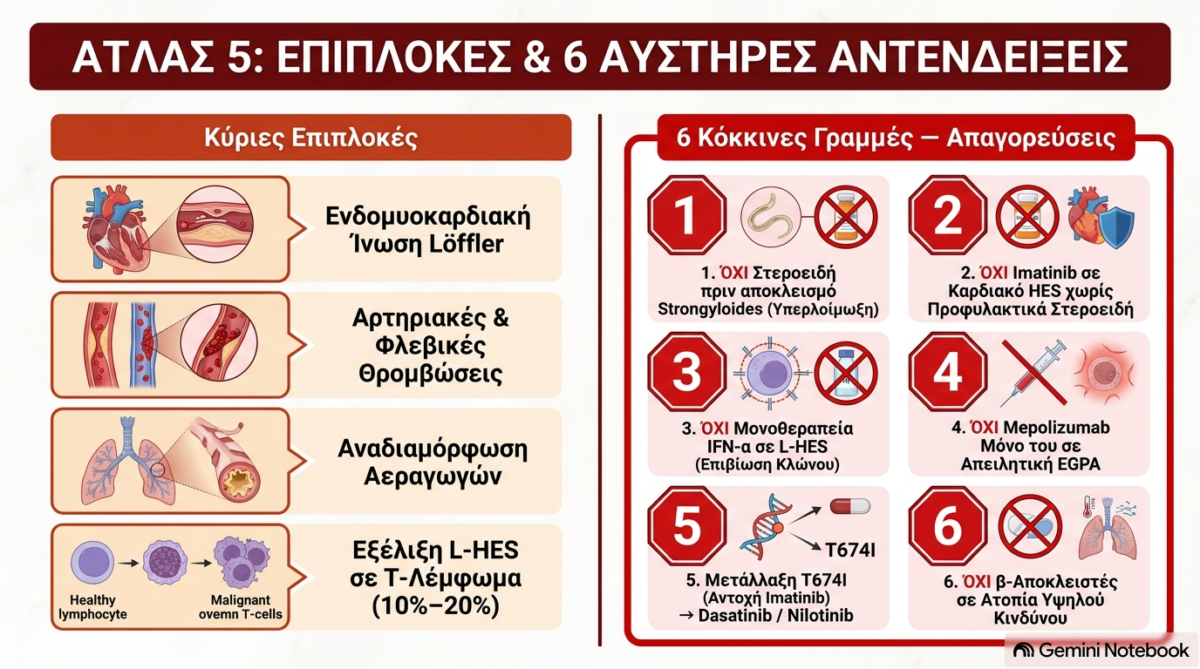 ΑΤΛΑΣ 5: ΕΠΙΠΛΟΚΕΣ & 6 ΑΥΣΤΗΡΕΣ ΑΝΤΕΝΔΕΙΞΕΙΣ
Κύριες Επιπλοκές
Ενδομυοκαρδιακή
Ίνωση Löffler
Αρτηριακές &
Φλεβικές
Θρομβώσεις
Αναδιαμόρφωση
Αεραγωγών
Healthy
lymphocyte
Malignant
ovemn T-cells
Εξέλιξη L-HES
σε Τ-Λέμφωμα
(10%–20%)
6 Κόκκινες Γραμμές — Απαγορεύσεις
1
1. ΌΧΙ Στεροειδή
πριν αποκλεισμό
Strongyloides (Υπερλοίμωξη)
2
2. ΌΧΙ Imatinib σε
Καρδιακό HES χωρίς
Προφυλακτικά Στεροειδή
3
3. ΌΧΙ Μονοθεραπεία
IFN-α σε L-HES
(Επιβίωση Κλώνου)
4
4. ΌΧΙ Mepolizumab
Μόνο του σε
Απειλητική EGPA
5
T674I
5. Μετάλλαξη T674I
(Αντοχή Imatinib)
→ Dasatinib / Nilotinib
6
6. ΌΧΙ β-Αποκλειστές
σε Ατοπία Υψηλού
Κινδύνου
Gemini Notebook